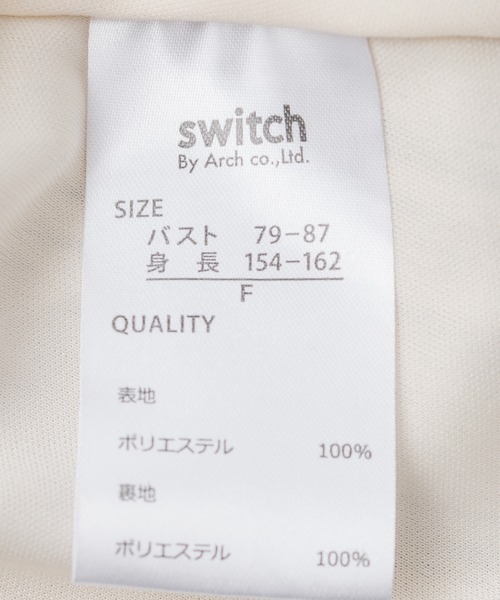 switch
By Arch co.,Ltd.
SIZE
バスト 79-87
身長 154-162
F
QUALITY
表地
ポリエステル 100%
裏地
ポリエステル 100%